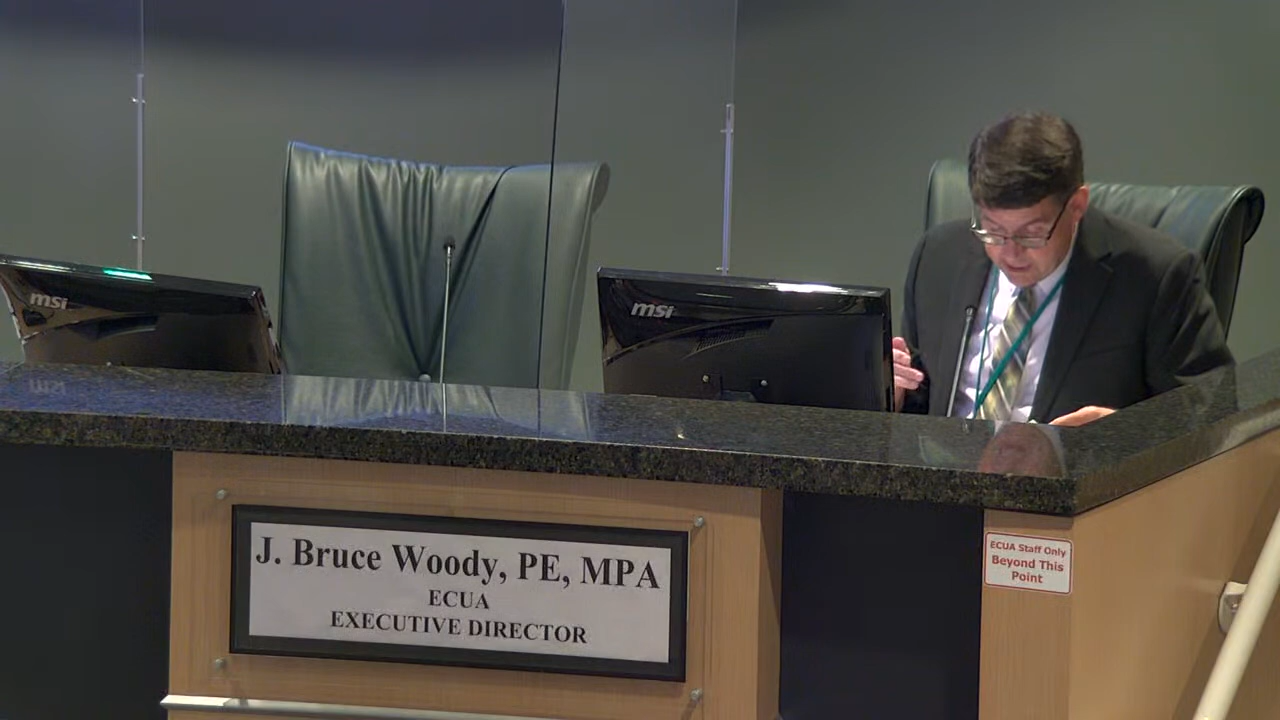 msi
msi
J. Bruce Woody, PE, MPA
ECUA
EXECUTIVE DIRECTOR
ECUA Staff Only
Beyond This
Point